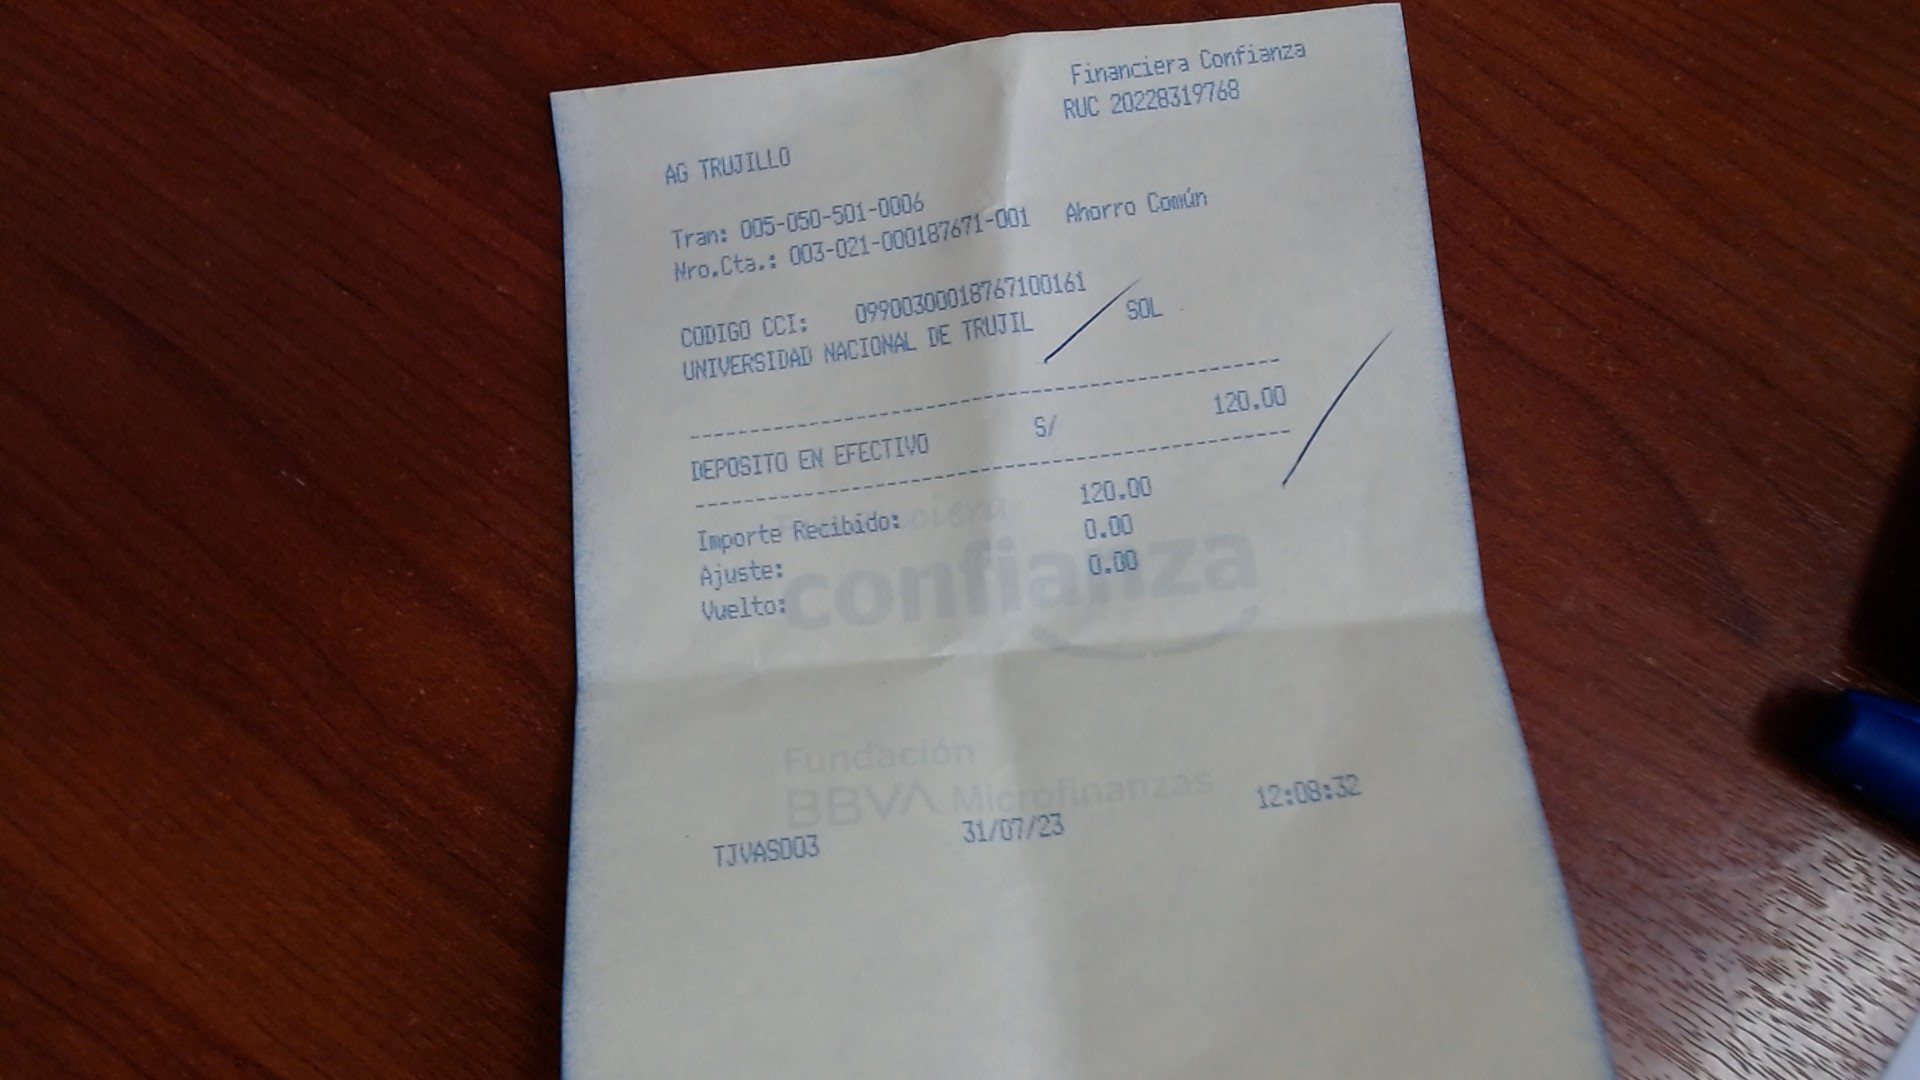 Financiera Confianza
RUC 20228319768
AG TRUJILLO
Tran: 005-050-501-0006
Nro.Cta.: 003-021-000187671-001 Ahorro Común
CODIGO CCI: 09900300018767100161
UNIVERSIDAD NACIONAL DE TRUJIL SOL
DEPOSITO EN EFECTIVO S/ 120.00
Importe Recibido: 120.00
Ajuste: 0.00
Vuelto: 0.00
Financiera
confianza
Fundación
BBVA Microfinanzas
TJVASD03 31/07/23 12:08:32